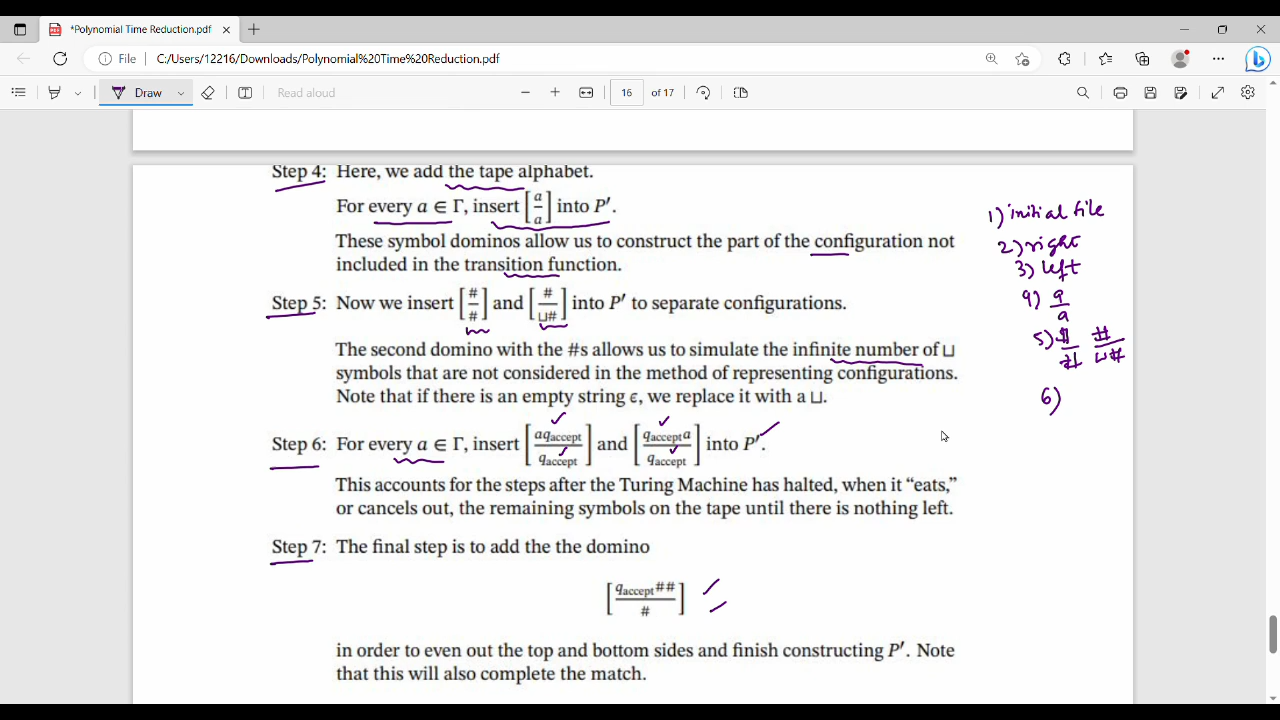 *Polynomial Time Reduction.pdf
File
C:/Users/12216/Downloads/Polynomial%20Time%20Reduction.pdf
Draw
Read aloud
16 of 17
Step 4: Here, we add the tape alphabet.
For every a ∈ Γ, insert [a/a] into P′.
These symbol dominos allow us to construct the part of the configuration not
included in the transition function.
Step 5: Now we insert [#/#] and [#/⊔#] into P′ to separate configurations.
The second domino with the #s allows us to simulate the infinite number of ⊔
symbols that are not considered in the method of representing configurations.
Note that if there is an empty string ϵ, we replace it with a ⊔.
Step 6: For every a ∈ Γ, insert [aqaccept/qaccept] and [qaccepta/qaccept] into P′.
This accounts for the steps after the Turing Machine has halted, when it “eats,”
or cancels out, the remaining symbols on the tape until there is nothing left.
Step 7: The final step is to add the the domino
[qaccept##/#]
in order to even out the top and bottom sides and finish constructing P′. Note
that this will also complete the match.
1) initial file
2) right
3) left
4) a/a
5) #/# #/⊔#
6)